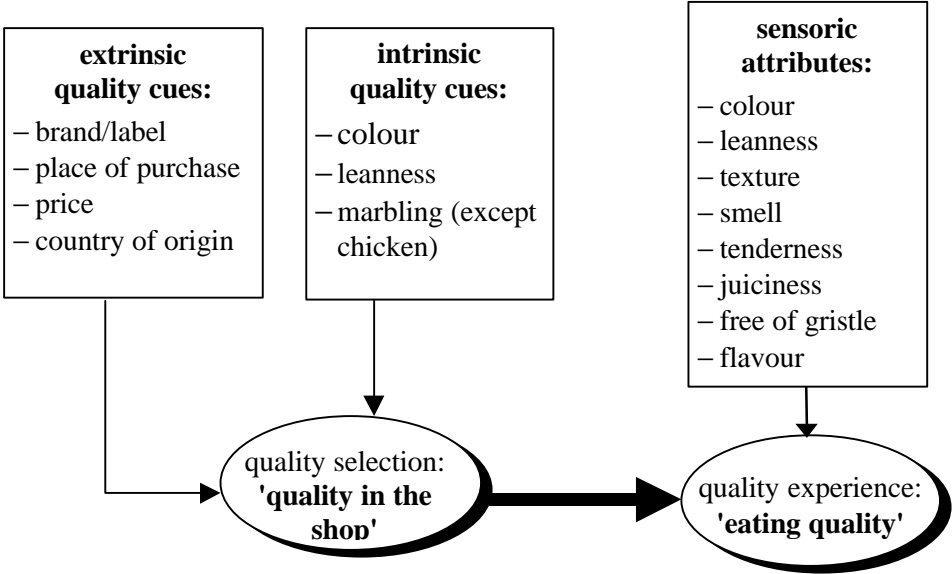 extrinsic
quality cues:
– brand/label
– place of purchase
– price
– country of origin
intrinsic
quality cues:
– colour
– leanness
– marbling (except
chicken)
sensoric
attributes:
– colour
– leanness
– texture
– smell
– tenderness
– juiciness
– free of gristle
– flavour
quality selection:
'quality in the
shop'
quality experience:
'eating quality'